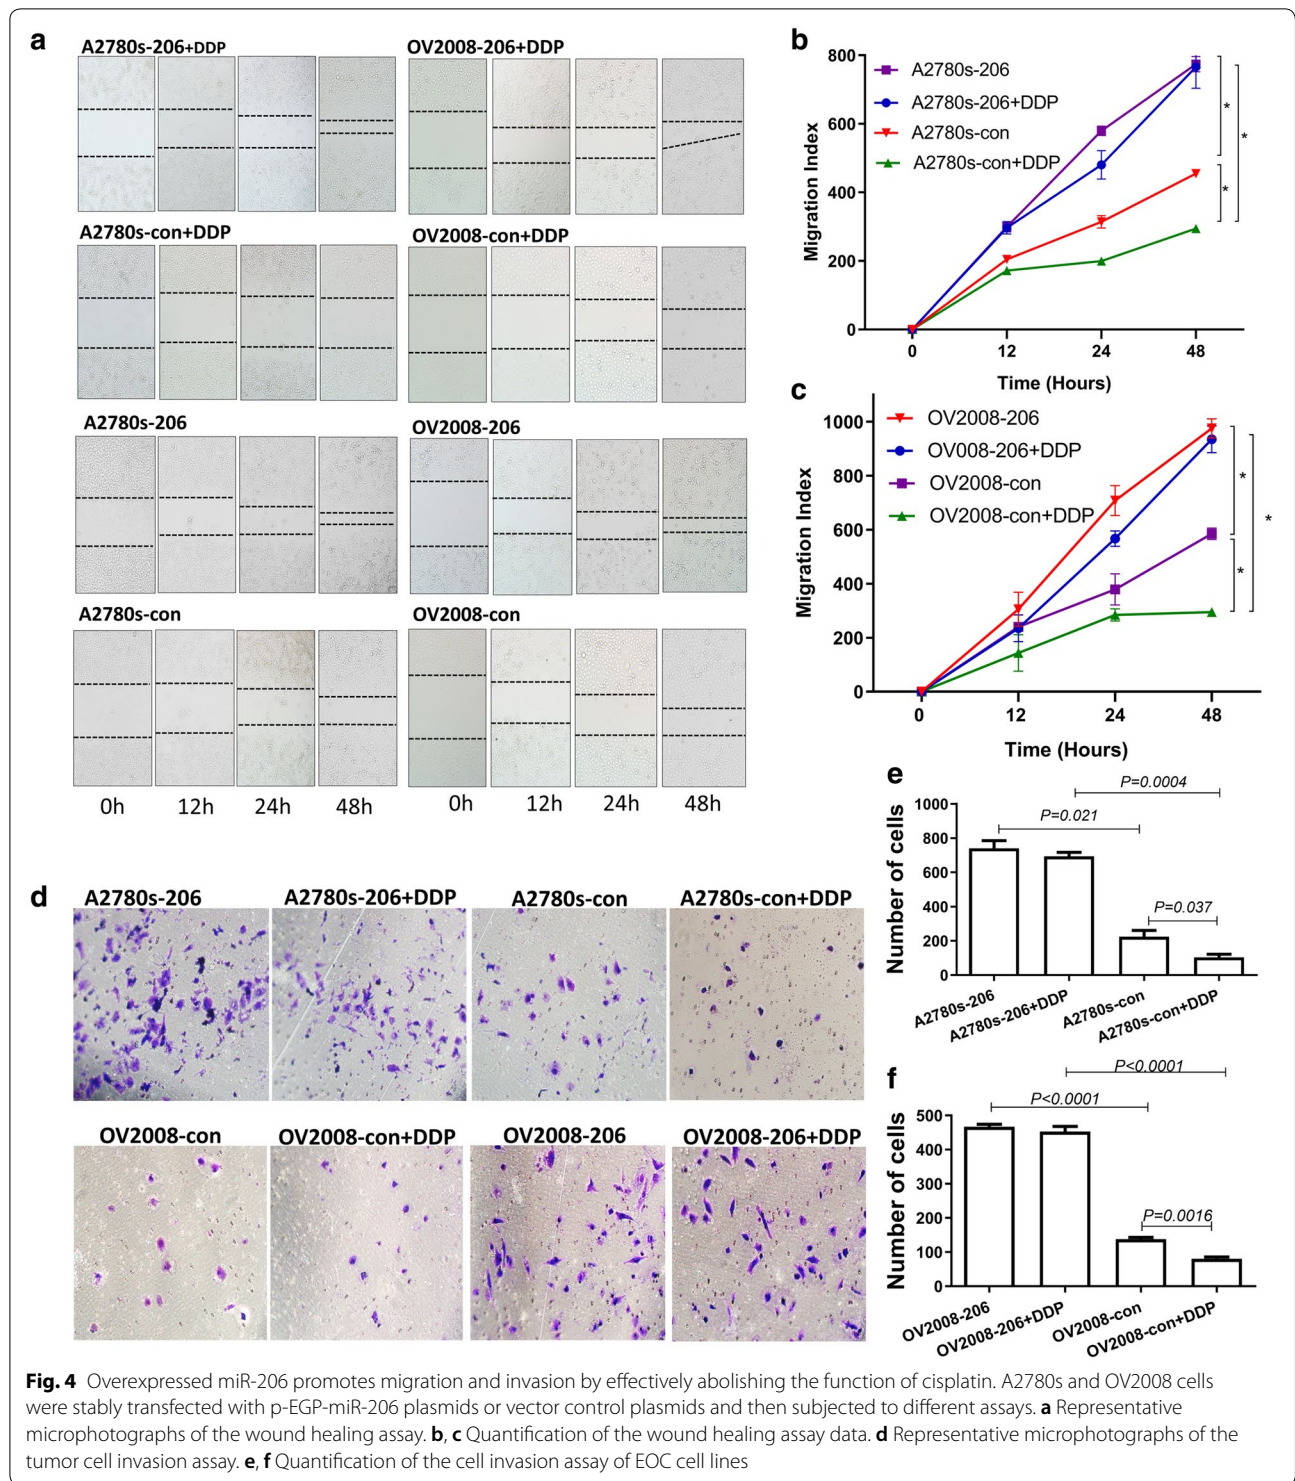 a
A2780s-206+DDP
OV2008-206+DDP
A2780s-con+DDP
OV2008-con+DDP
A2780s-206
OV2008-206
A2780s-con
OV2008-con
0h 12h 24h 48h 0h 12h 24h 48h
b
Migration Index
800
600
400
200
0
A2780s-206
A2780s-206+DDP
A2780s-con
A2780s-con+DDP
*
*
*
0 12 24 48
Time (Hours)
c
Migration Index
1000
800
600
400
200
0
OV2008-206
OV008-206+DDP
OV2008-con
OV2008-con+DDP
*
*
*
0 12 24 48
Time (Hours)
d
A2780s-206 A2780s-206+DDP A2780s-con A2780s-con+DDP
OV2008-con OV2008-con+DDP OV2008-206 OV2008-206+DDP
e
Number of cells
1000
800
600
400
200
0
P=0.0004
P=0.021
P=0.037
A2780s-206
A2780s-206+DDP
A2780s-con
A2780s-con+DDP
f
Number of cells
500
400
300
200
100
0
P<0.0001
P<0.0001
P=0.0016
OV2008-206
OV2008-206+DDP
OV2008-con
OV2008-con+DDP
Fig. 4 Overexpressed miR-206 promotes migration and invasion by effectively abolishing the function of cisplatin. A2780s and OV2008 cells
were stably transfected with p-EGP-miR-206 plasmids or vector control plasmids and then subjected to different assays. a Representative
microphotographs of the wound healing assay. b, c Quantification of the wound healing assay data. d Representative microphotographs of the
tumor cell invasion assay. e, f Quantification of the cell invasion assay of EOC cell lines